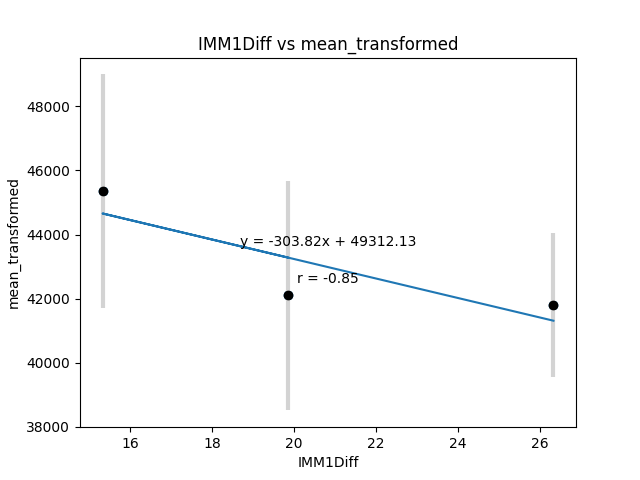 IMM1Diff vs mean_transformed
mean_transformed
48000
46000
44000
42000
40000
38000
y = -303.82x + 49312.13
r = -0.85
16 18 20 22 24 26
IMM1Diff